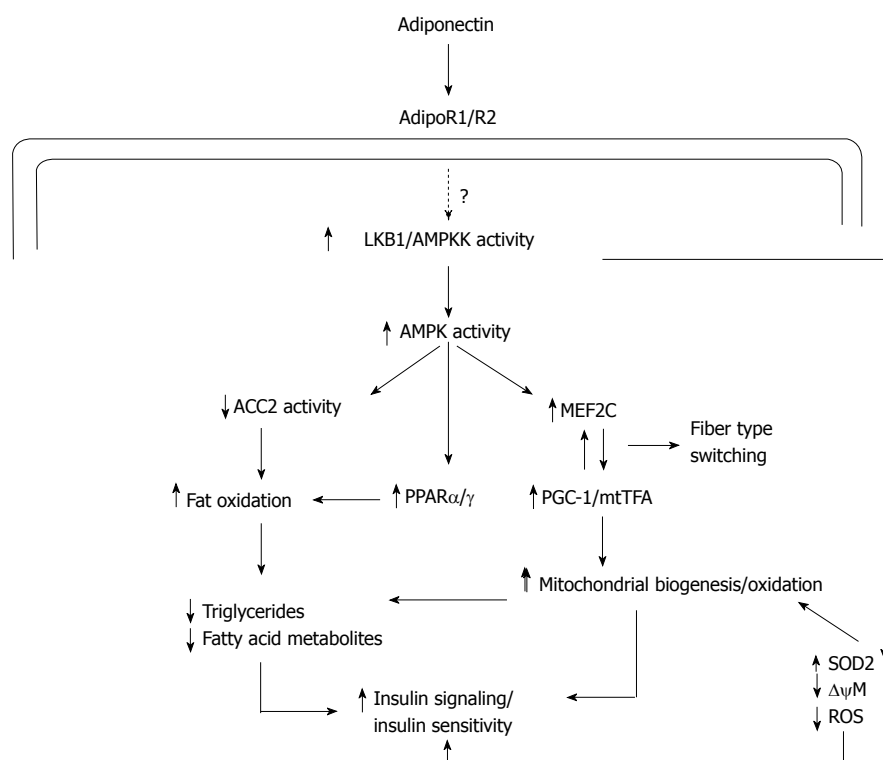 Adiponectin
AdipoR1/R2
?
LKB1/AMPKK activity
AMPK activity
ACC2 activity
MEF2C
Fiber type
switching
Fat oxidation
PPARα/γ
PGC-1/mtTFA
Mitochondrial biogenesis/oxidation
Triglycerides
Fatty acid metabolites
SOD2
ΔψM
ROS
Insulin signaling/
insulin sensitivity